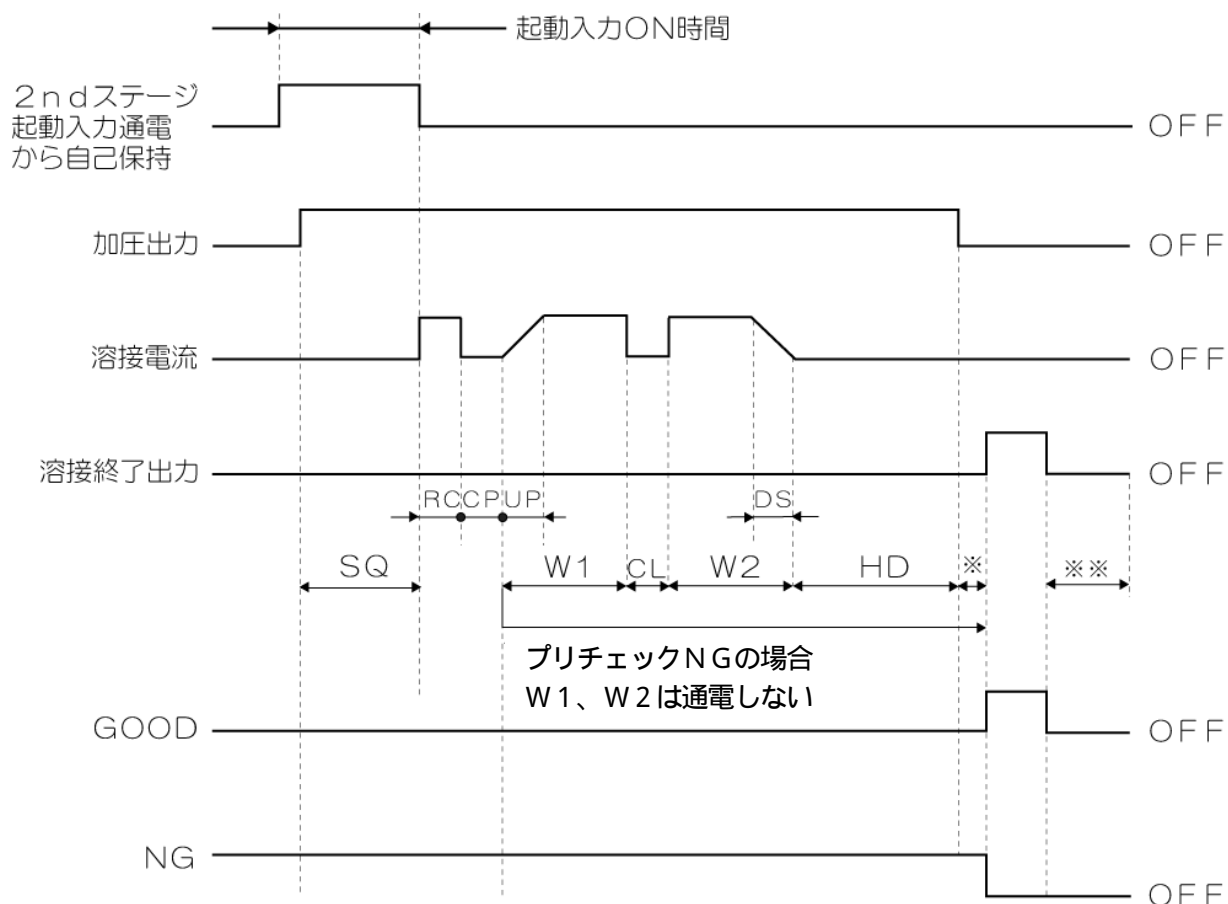 起動入力ON時間
2ndステージ
起動入力通電
から自己保持
OFF
加圧出力
OFF
溶接電流
OFF
溶接終了出力
OFF
RC CP UP
DS
SQ
W1
CL
W2
HD
※
※※
プリチェックNGの場合
W1、W2は通電しない
GOOD
OFF
NG
OFF